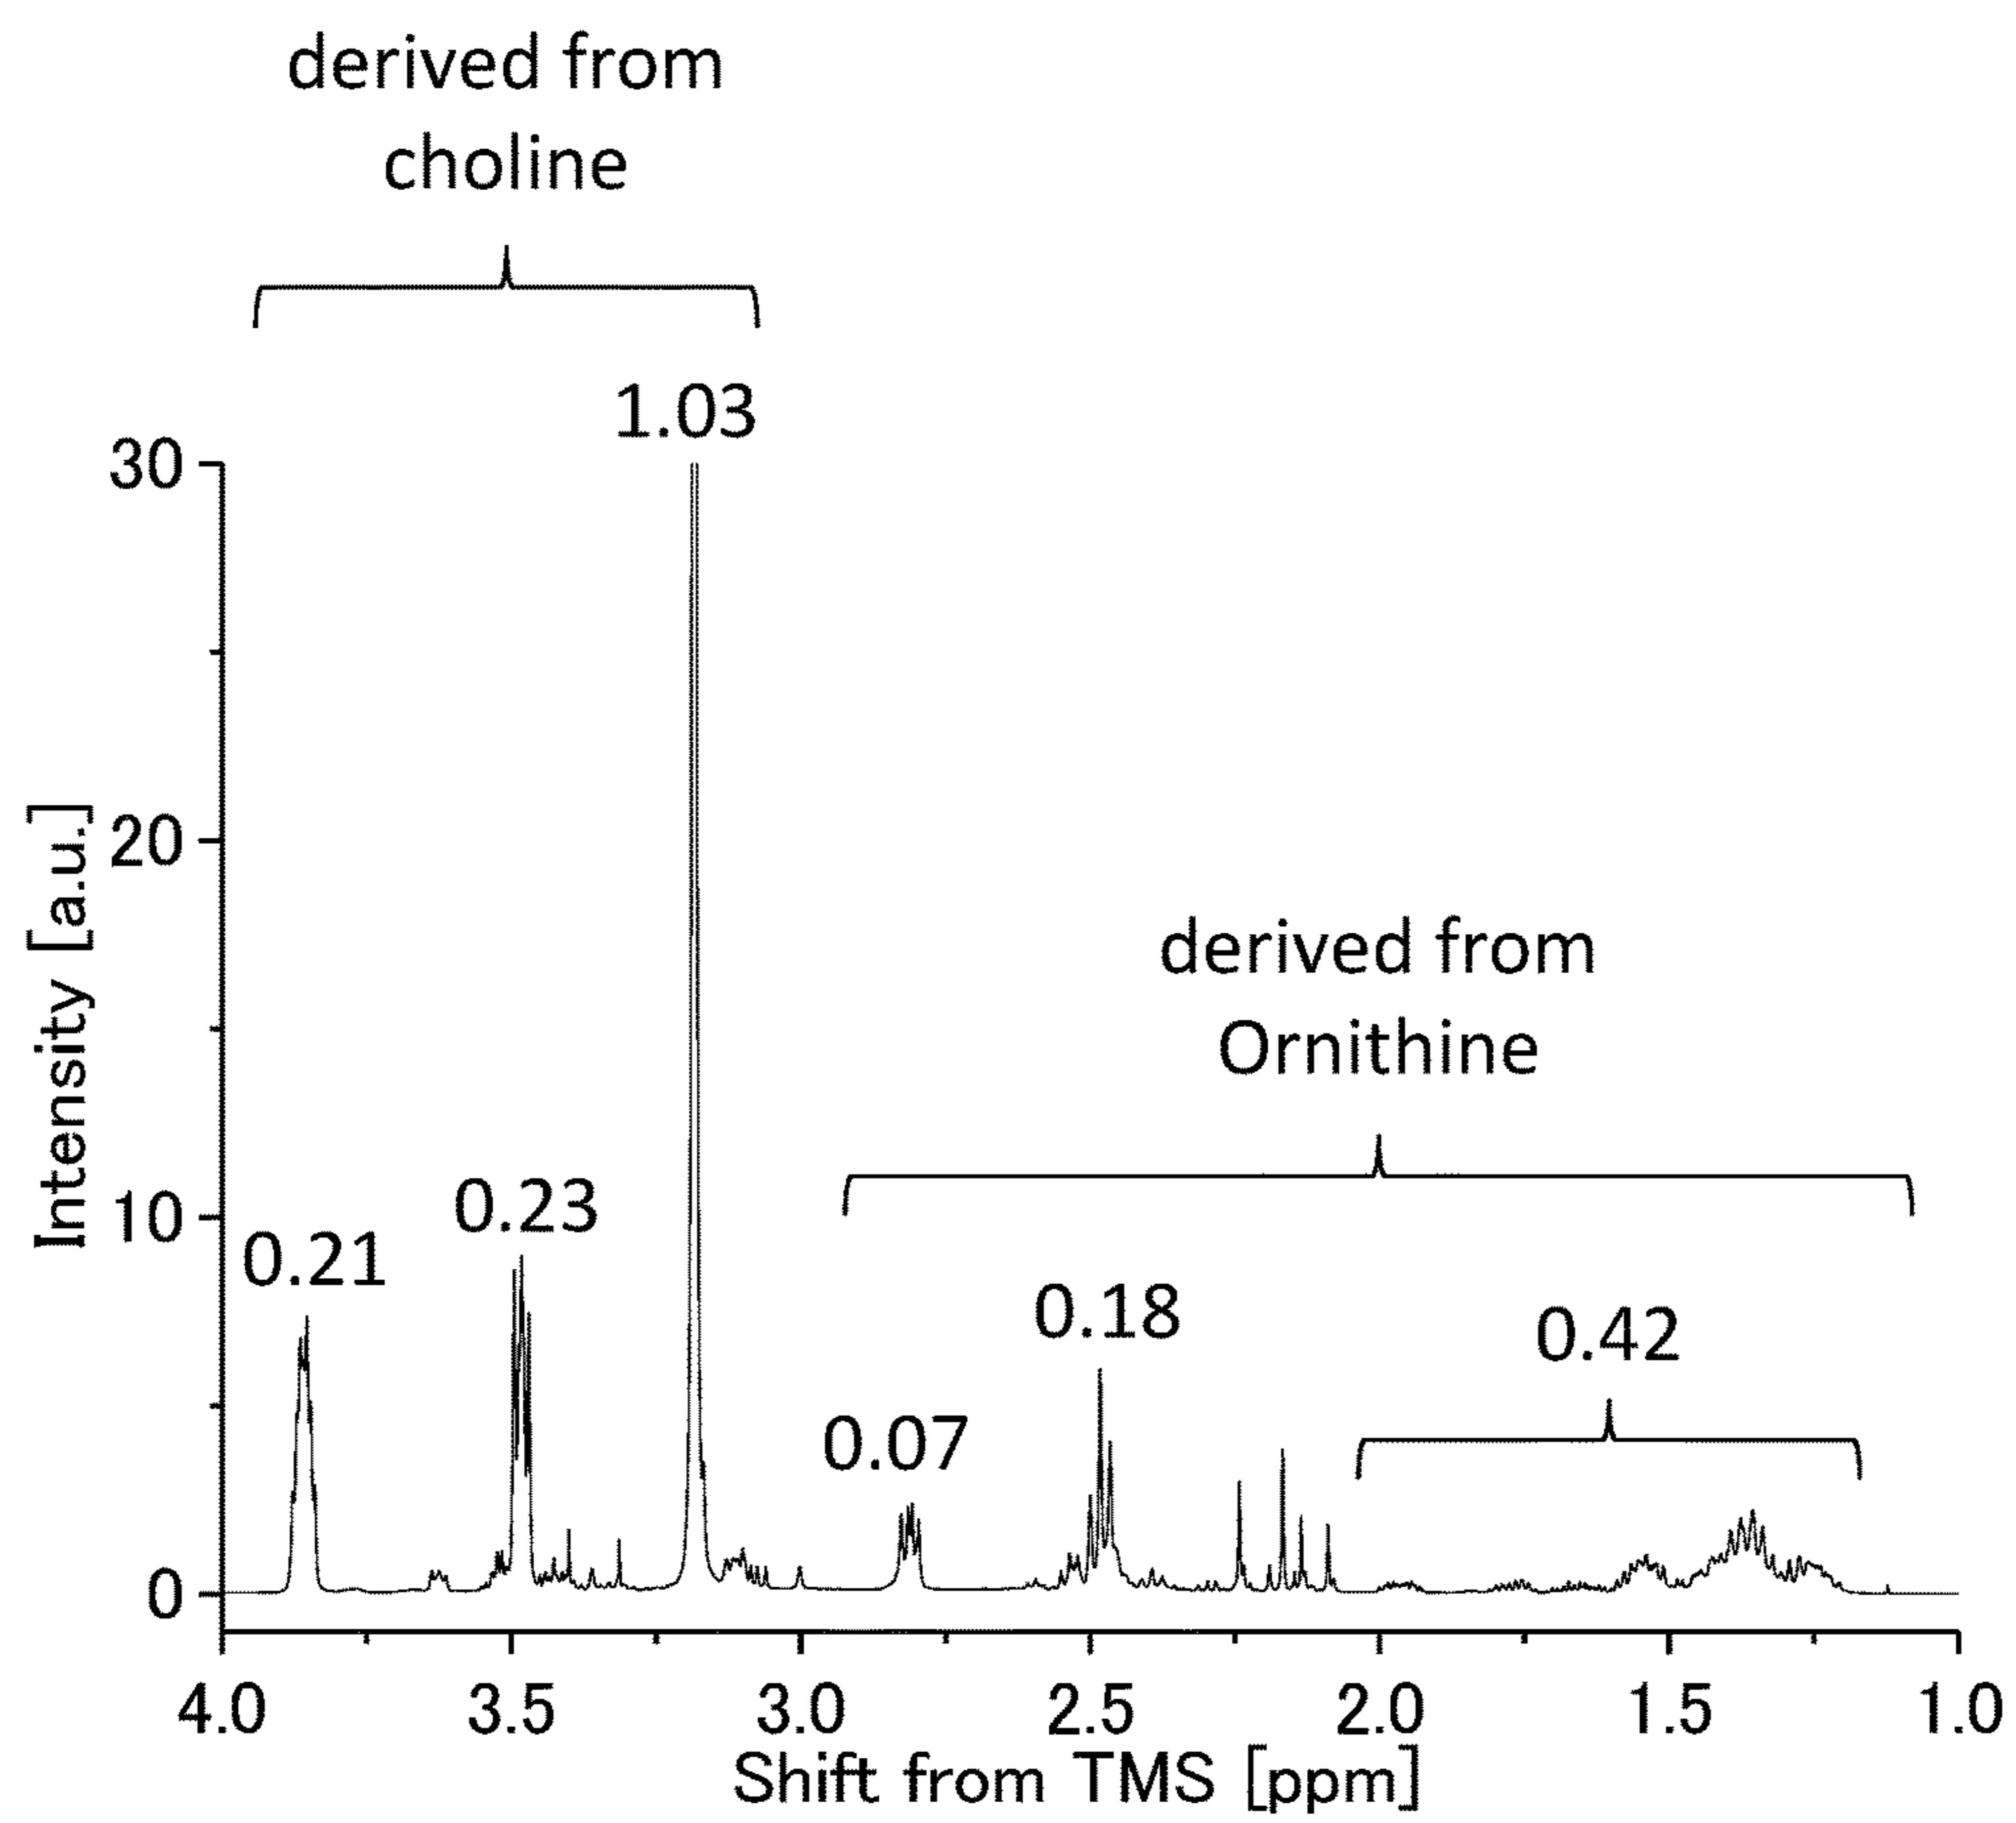 derived from
choline
1.03
30
20
Intensity [a.u.]
derived from
Ornithine
10
0.21
0.23
0.18
0.42
0.07
0
4.0 3.5 3.0 2.5 2.0 1.5 1.0
Shift from TMS [ppm]